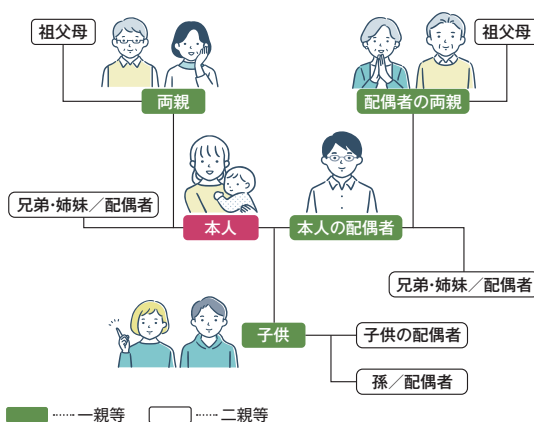 祖父母
祖父母
両親
配偶者の両親
兄弟・姉妹／配偶者
本人
本人の配偶者
兄弟・姉妹／配偶者
子供
子供の配偶者
孫／配偶者
……一親等
……二親等